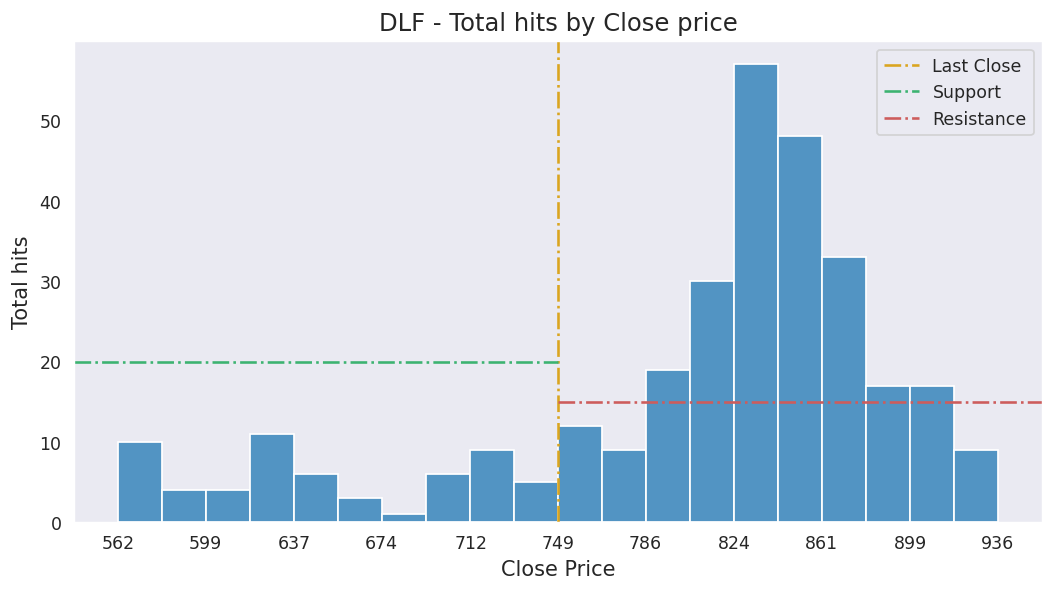 DLF - Total hits by Close price
Last Close
Support
Resistance
Total hits
50
40
30
20
10
0
562 599 637 674 712 749 786 824 861 899 936
Close Price